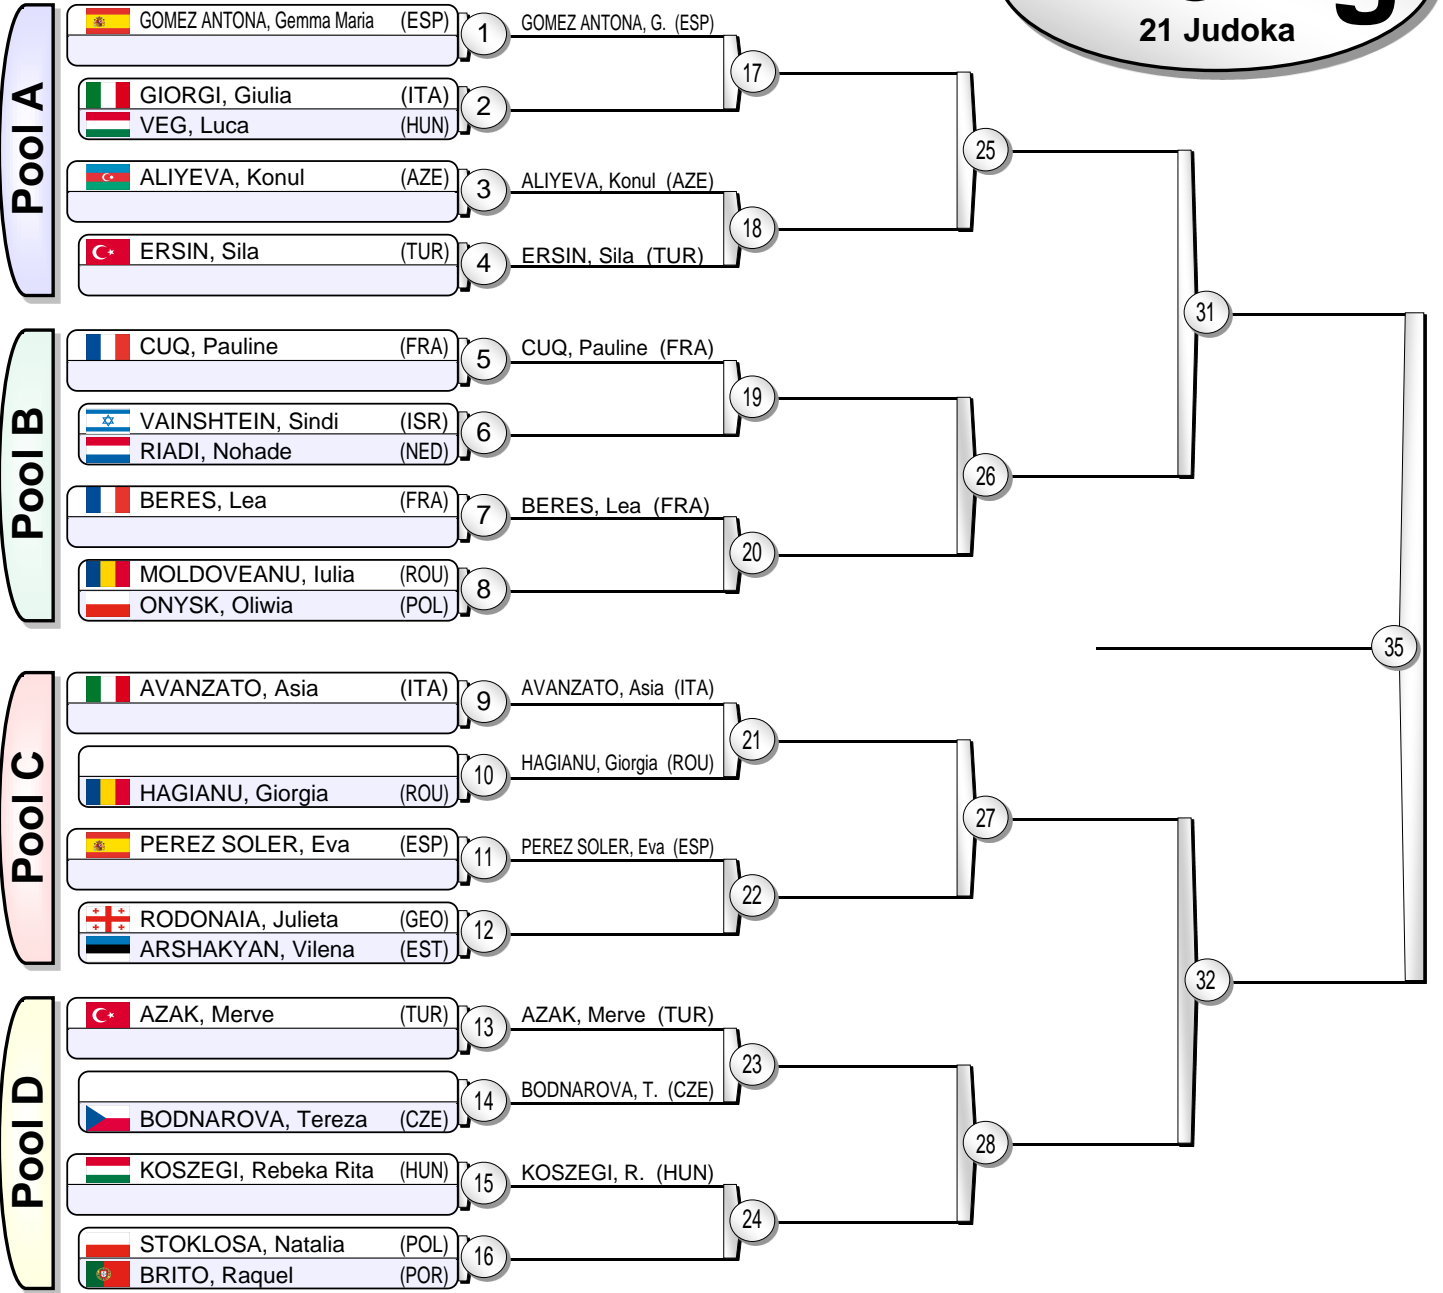 21 Judoka
Pool A
GOMEZ ANTONA, Gemma Maria (ESP) 1 GOMEZ ANTONA, G. (ESP)
17
GIORGI, Giulia (ITA)
VEG, Luca (HUN)
2
25
ALIYEVA, Konul (AZE) 3 ALIYEVA, Konul (AZE)
18
ERSIN, Sila (TUR) 4 ERSIN, Sila (TUR)
31
Pool B
CUQ, Pauline (FRA) 5 CUQ, Pauline (FRA)
19
VAINSHTEIN, Sindi (ISR)
RIADI, Nohade (NED)
6
26
BERES, Lea (FRA) 7 BERES, Lea (FRA)
20
MOLDOVEANU, Iulia (ROU)
ONYSK, Oliwia (POL)
8
35
Pool C
AVANZATO, Asia (ITA) 9 AVANZATO, Asia (ITA)
21
HAGIANU, Giorgia (ROU) 10 HAGIANU, Giorgia (ROU)
27
PEREZ SOLER, Eva (ESP) 11 PEREZ SOLER, Eva (ESP)
22
RODONAIA, Julieta (GEO)
ARSHAKYAN, Vilena (EST)
12
32
Pool D
AZAK, Merve (TUR) 13 AZAK, Merve (TUR)
23
BODNAROVA, Tereza (CZE) 14 BODNAROVA, T. (CZE)
28
KOSZEGI, Rebeka Rita (HUN) 15 KOSZEGI, R. (HUN)
24
STOKLOSA, Natalia (POL)
BRITO, Raquel (POR)
16